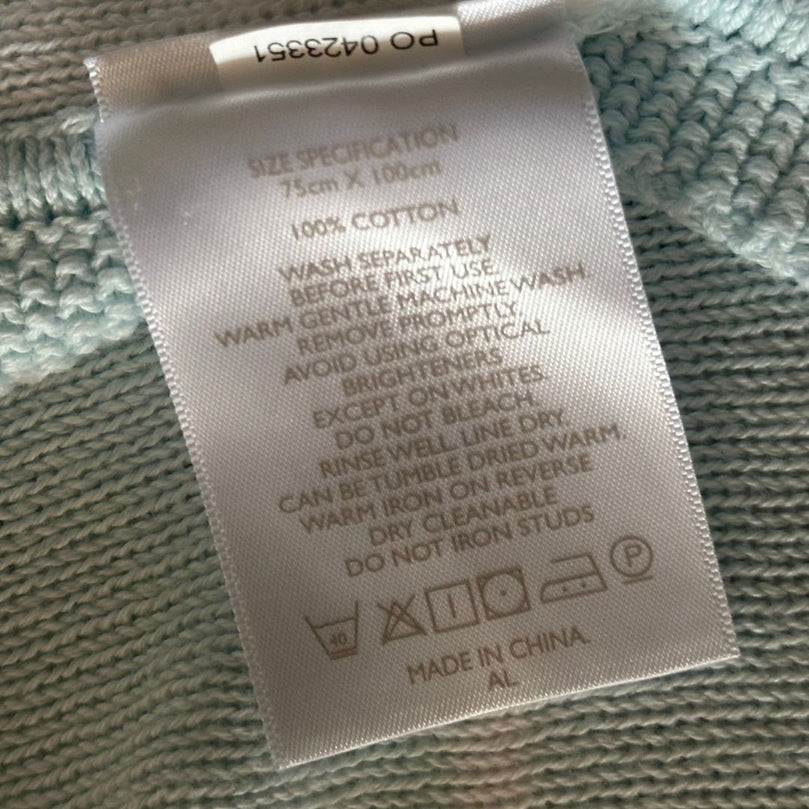 PO 0423351
SIZE SPECIFICATION
75cm X 100cm
100% COTTON
WASH SEPARATELY
BEFORE FIRST USE.
WARM GENTLE MACHINE WASH.
REMOVE PROMPTLY.
AVOID USING OPTICAL
BRIGHTENERS
EXCEPT ON WHITES.
DO NOT BLEACH.
RINSE WELL LINE DRY.
CAN BE TUMBLE DRIED WARM.
WARM IRON ON REVERSE
DRY CLEANABLE
DO NOT IRON STUDS
40
P
MADE IN CHINA.
AL